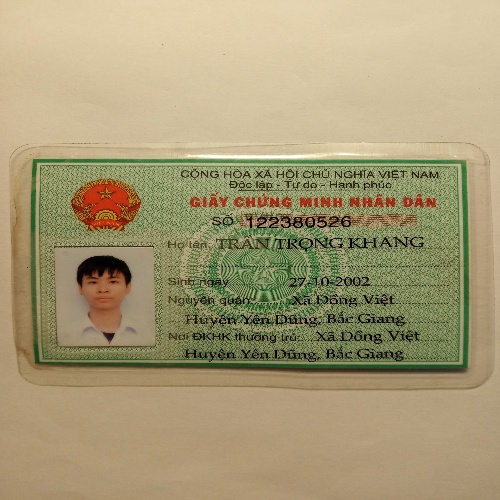 CỘNG HÒA XÃ HỘI CHỦ NGHĨA VIỆT NAM
Độc lập - Tự do - Hạnh phúc
GIẤY CHỨNG MINH NHÂN DÂN
SỐ 122380526
Họ tên: TRẦN TRỌNG KHANG
Sinh ngày 27-10-2002
Nguyên quán: Xã Đồng Việt
Huyện Yên Dũng, Bắc Giang
Nơi ĐKHK thường trú: Xã Đồng Việt
Huyện Yên Dũng, Bắc Giang